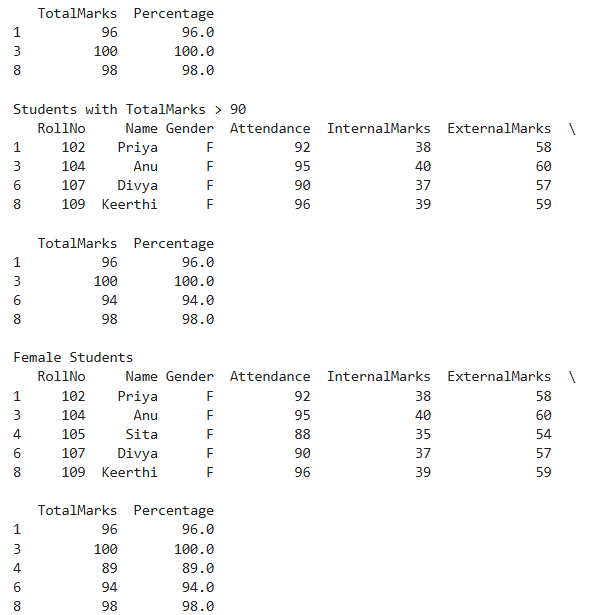 TotalMarks  Percentage
1          96        96.0
3         100       100.0
8          98        98.0

Students with TotalMarks > 90
   RollNo     Name Gender  Attendance  InternalMarks  ExternalMarks  \
1     102    Priya      F          92             38             58
3     104      Anu      F          95             40             60
6     107    Divya      F          90             37             57
8     109  Keerthi      F          96             39             59

   TotalMarks  Percentage
1          96        96.0
3         100       100.0
6          94        94.0
8          98        98.0

Female Students
   RollNo     Name Gender  Attendance  InternalMarks  ExternalMarks  \
1     102    Priya      F          92             38             58
3     104      Anu      F          95             40             60
4     105     Sita      F          88             35             54
6     107    Divya      F          90             37             57
8     109  Keerthi      F          96             39             59

   TotalMarks  Percentage
1          96        96.0
3         100       100.0
4          89        89.0
6          94        94.0
8          98        98.0